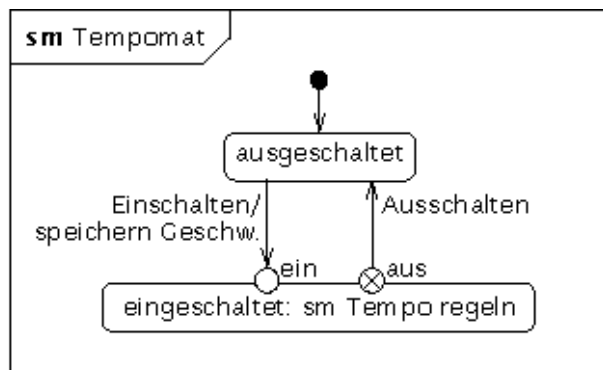 sm Tempomat
ausgeschaltet
Einschalten/
speichern Geschw.
Ausschalten
ein
aus
eingeschaltet: sm Tempo regeln